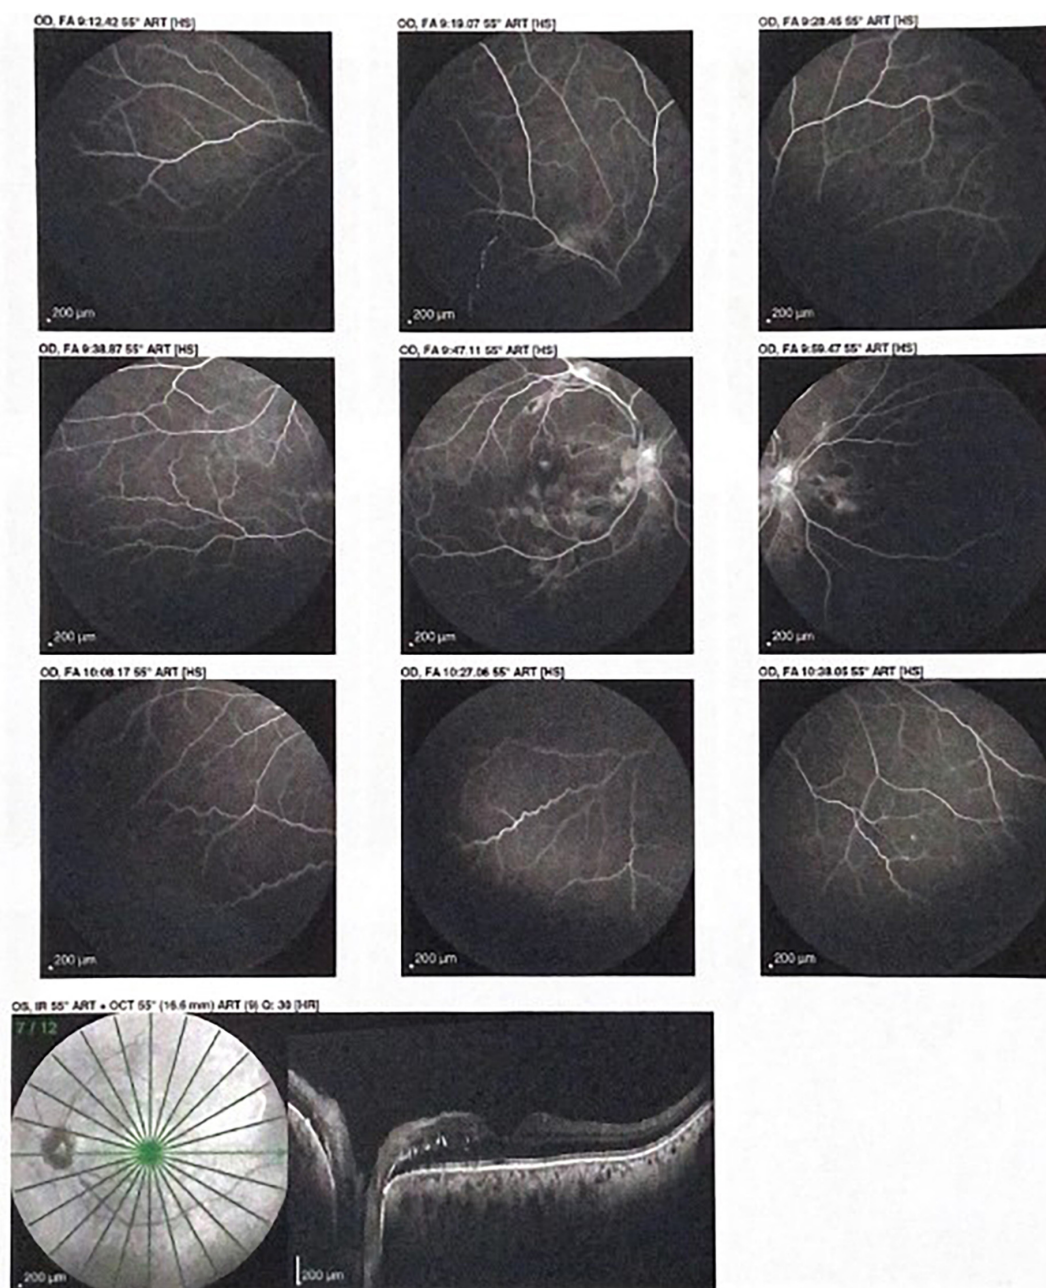 OD, FA 9:12.42 55° ART [HS]
OD, FA 9:19.07 55° ART [HS]
OD, FA 9:28.45 55° ART [HS]
200 µm
200 µm
200 µm
OD, FA 9:38.87 55° ART [HS]
OD, FA 9:47.11 55° ART [HS]
OD, FA 9:59.47 55° ART [HS]
200 µm
200 µm
200 µm
OD, FA 10:08.17 55° ART [HS]
OD, FA 10:27.06 55° ART [HS]
OD, FA 10:38.05 55° ART [HS]
200 µm
200 µm
200 µm
OS, IR 55° ART + OCT 55° (16.6 mm) ART (9) Q: 30 [HR]
7 / 12
200 µm
200 µm